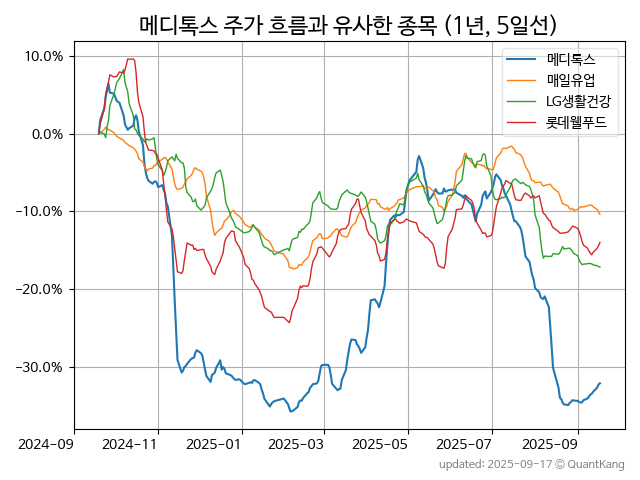 메디톡스 주가 흐름과 유사한 종목 (1년, 5일선)
메디톡스
매일유업
LG생활건강
롯데웰푸드
10.0%
0.0%
-10.0%
-20.0%
-30.0%
2024-09 2024-11 2025-01 2025-03 2025-05 2025-07 2025-09
updated: 2025-09-17 © QuantKang